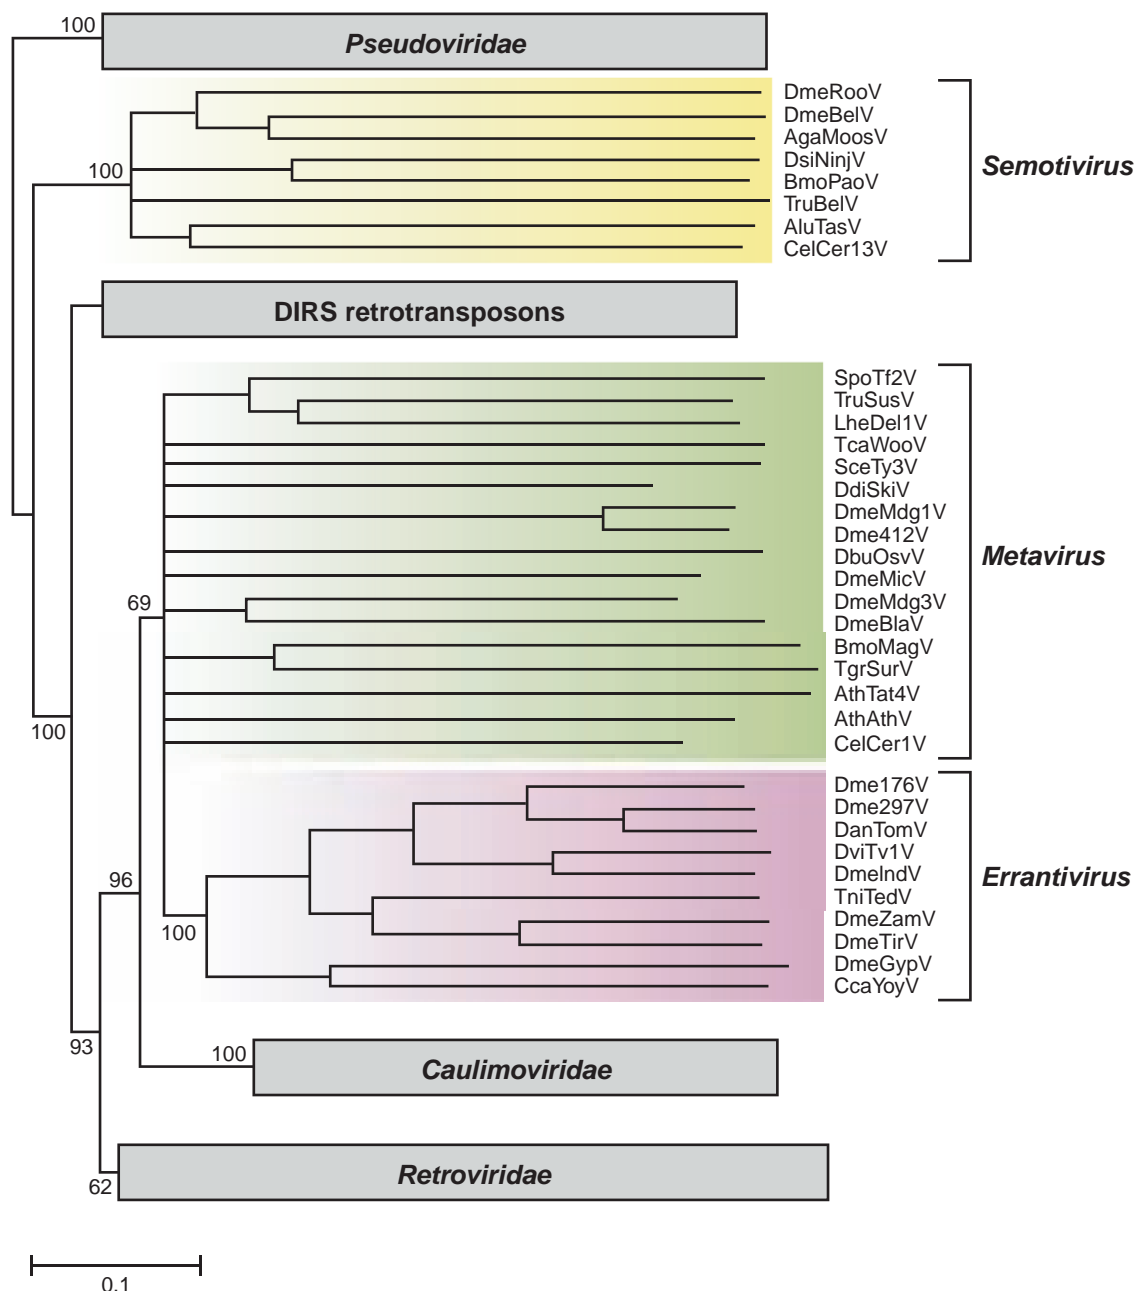 100
Pseudoviridae
DmeRooV
DmeBelV
AgaMoosV
DsiNinjV
BmoPaoV
TruBelV
AluTasV
CelCer13V
100
Semotivirus
DIRS retrotransposons
SpoTf2V
TruSusV
LheDel1V
TcaWooV
SceTy3V
DdiSkiV
DmeMdg1V
Dme412V
DbuOsvV
DmeMicV
DmeMdg3V
DmeBlaV
BmoMagV
TgrSurV
AthTat4V
AthAthV
CelCer1V
Metavirus
69
100
Dme176V
Dme297V
DanTomV
DviTv1V
DmeIndV
TniTedV
DmeZamV
DmeTirV
DmeGypV
CcaYoyV
Errantivirus
96
100
93
100
Caulimoviridae
62
Retroviridae
0.1